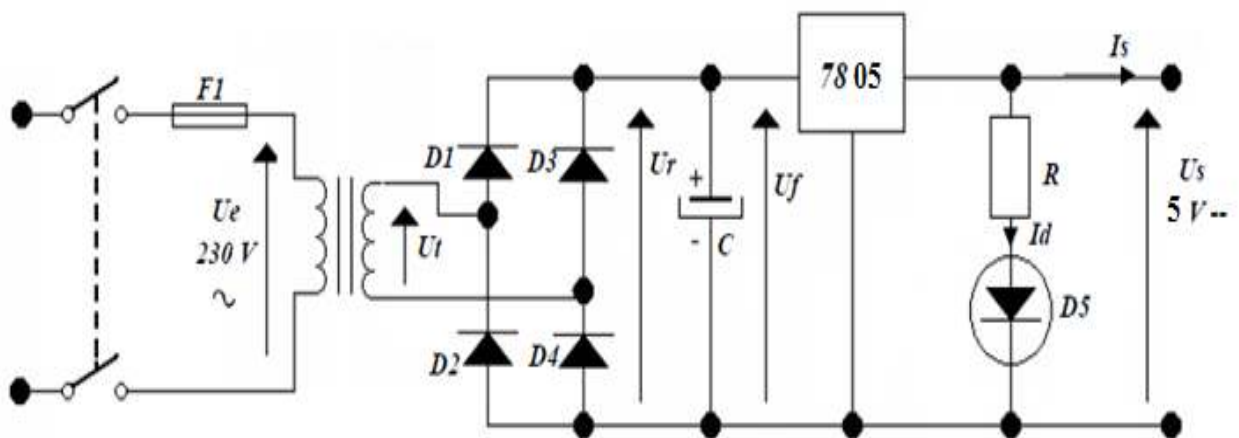 F1
Ue
230 V
~
Ut
D1
D3
D2
D4
Ur
+
-
C
Uf
78 05
Is
R
Id
D5
Us
5 V --